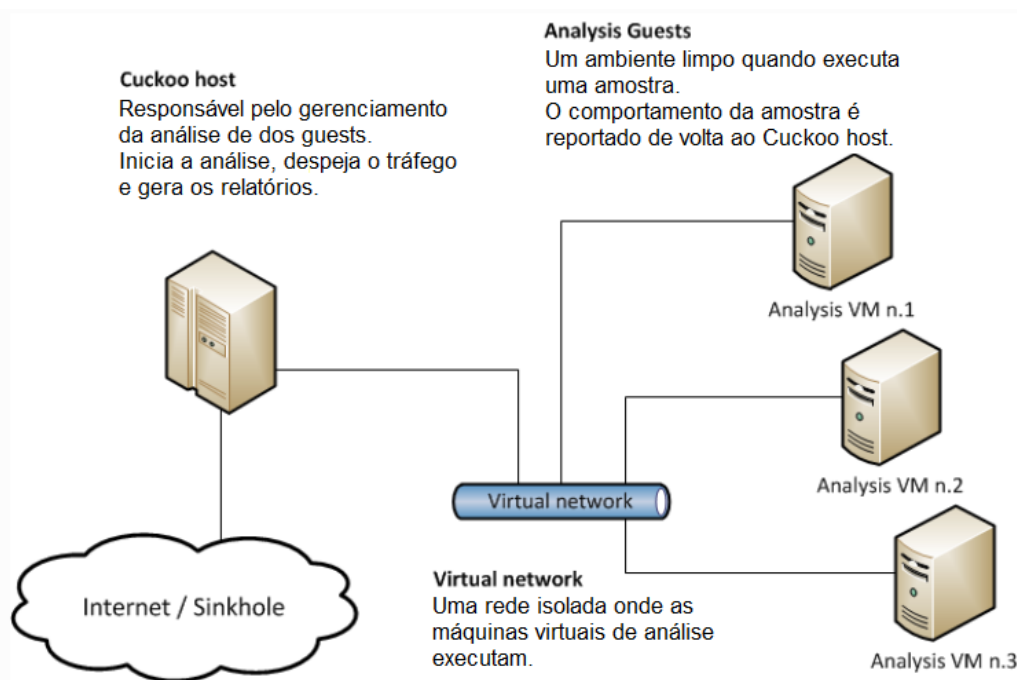 Cuckoo host
Responsável pelo gerenciamento
da análise de dos guests.
Inicia a análise, despeja o tráfego
e gera os relatórios.
Analysis Guests
Um ambiente limpo quando executa
uma amostra.
O comportamento da amostra é
reportado de volta ao Cuckoo host.
Analysis VM n.1
Analysis VM n.2
Virtual network
Internet / Sinkhole
Virtual network
Uma rede isolada onde as
máquinas virtuais de análise
executam.
Analysis VM n.3